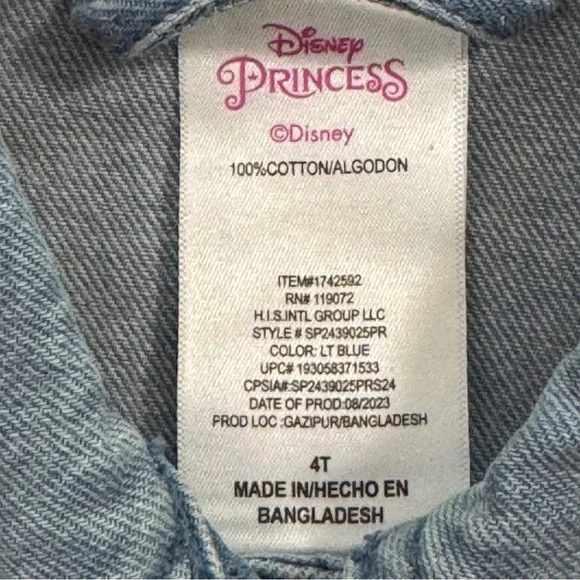 Disney
PRINCESS
©Disney
100%COTTON/ALGODON
ITEM#1742592
RN# 119072
H.I.S.INTL GROUP LLC
STYLE # SP2439025PR
COLOR: LT BLUE
UPC# 193058371533
CPSIA#:SP2439025PRS24
DATE OF PROD:08/2023
PROD LOC :GAZIPUR/BANGLADESH
4T
MADE IN/HECHO EN
BANGLADESH